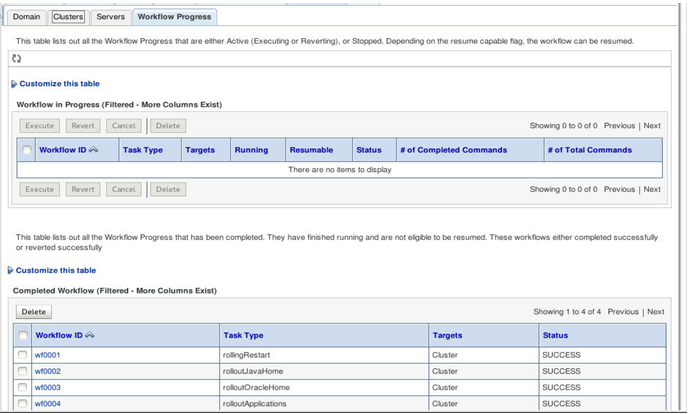 Domain Clusters Servers Workflow Progress
This table lists out all the Workflow Progress that are either Active (Executing or Reverting), or Stopped. Depending on the resume capable flag, the workflow can be resumed.
Customize this table
Workflow in Progress (Filtered - More Columns Exist)
Execute Revert Cancel Delete Showing 0 to 0 of 0 Previous | Next
Workflow ID Task Type Targets Running Resumable Status # of Completed Commands # of Total Commands
There are no items to display
Execute Revert Cancel Delete Showing 0 to 0 of 0 Previous | Next
This table lists out all the Workflow Progress that has been completed. They have finished running and are not eligible to be resumed. These workflows either completed successfully
or reverted successfully
Customize this table
Completed Workflow (Filtered - More Columns Exist)
Delete Showing 1 to 4 of 4 Previous | Next
Workflow ID Task Type Targets Status
wf0001 rollingRestart Cluster SUCCESS
wf0002 rolloutJavaHome Cluster SUCCESS
wf0003 rolloutOracleHome Cluster SUCCESS
wf0004 rolloutApplications Cluster SUCCESS